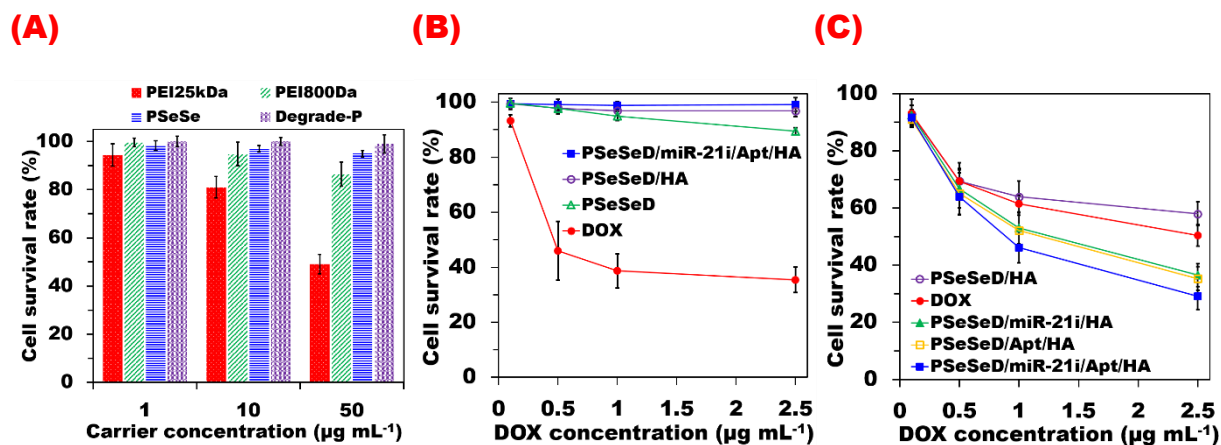 (A)
PEI25kDa PEI800Da
PSeSe Degrade-P
Cell survival rate (%)
100
80
60
40
20
0
1 10 50
Carrier concentration (µg mL-1)
(B)
Cell survival rate (%)
100
80
60
40
20
0
PSeSeD/miR-21i/Apt/HA
PSeSeD/HA
PSeSeD
DOX
0 0.5 1 1.5 2 2.5
DOX concentration (µg mL-1)
(C)
Cell survival rate (%)
100
80
60
40
20
0
PSeSeD/HA
DOX
PSeSeD/miR-21i/HA
PSeSeD/Apt/HA
PSeSeD/miR-21i/Apt/HA
0 0.5 1 1.5 2 2.5
DOX concentration (µg mL-1)